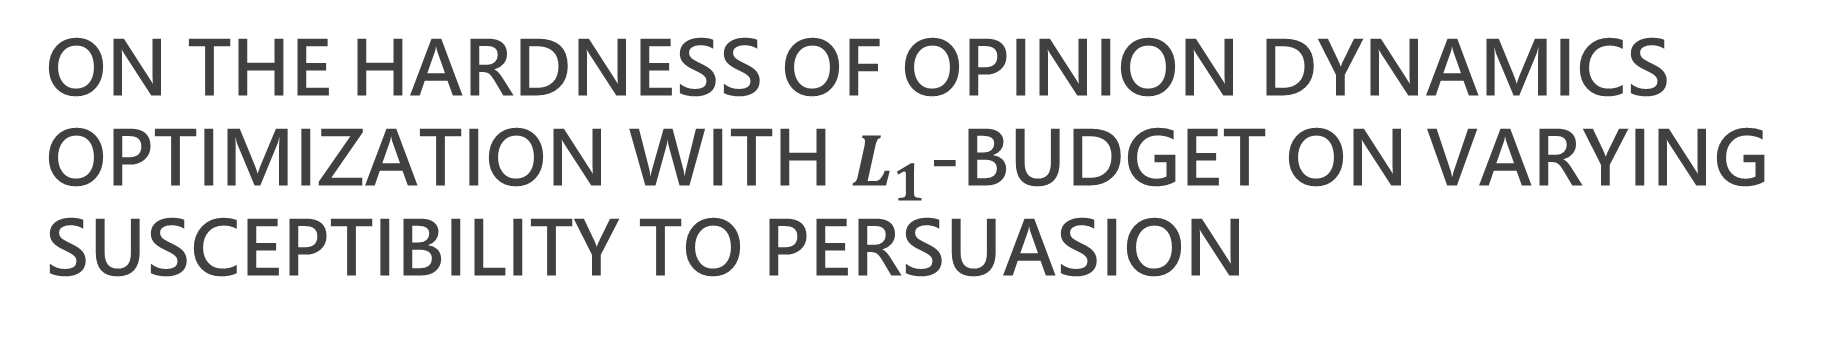 ON THE HARDNESS OF OPINION DYNAMICS
OPTIMIZATION WITH L₁-BUDGET ON VARYING
SUSCEPTIBILITY TO PERSUASION